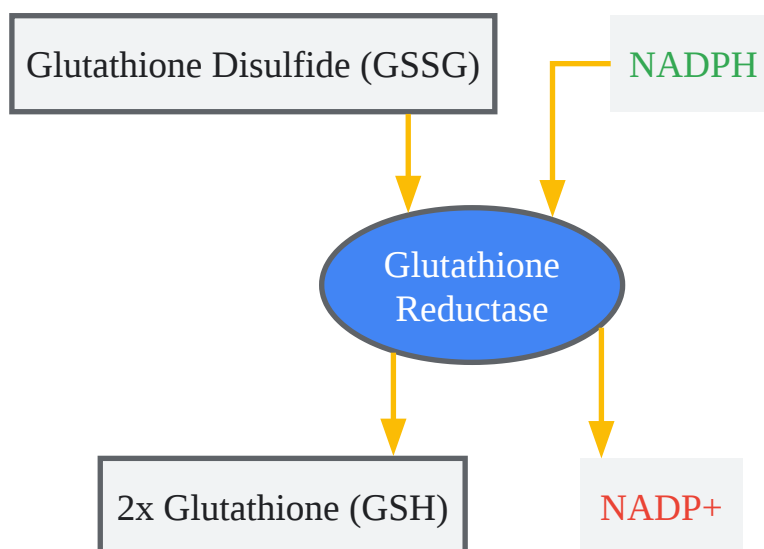 Glutathione Disulfide (GSSG)
NADPH
Glutathione
Reductase
2x Glutathione (GSH)
NADP+